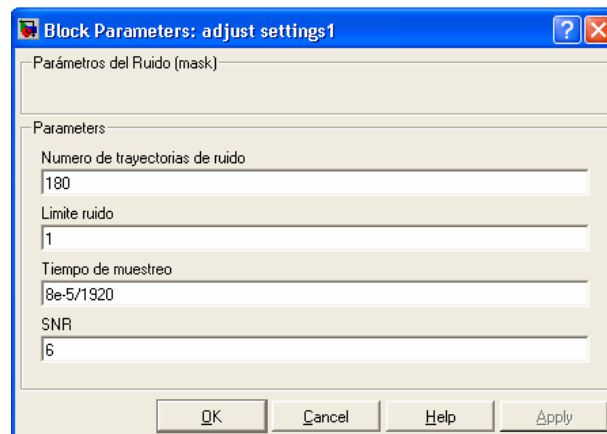 Block Parameters: adjust settings1
Parámetros del Ruido (mask)
Parameters
Numero de trayectorias de ruido
180
Limite ruido
1
Tiempo de muestreo
8e-5/1920
SNR
6
OK Cancel Help Apply